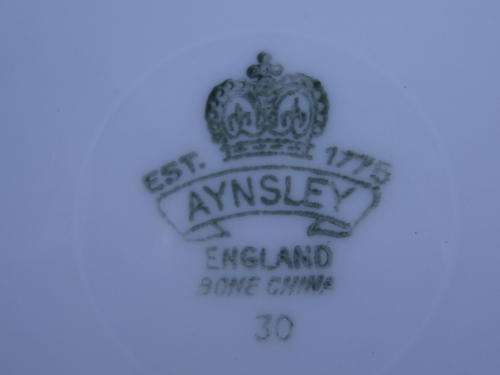 EST. 1775
AYNSLEY
ENGLAND
BONE CHINA
30